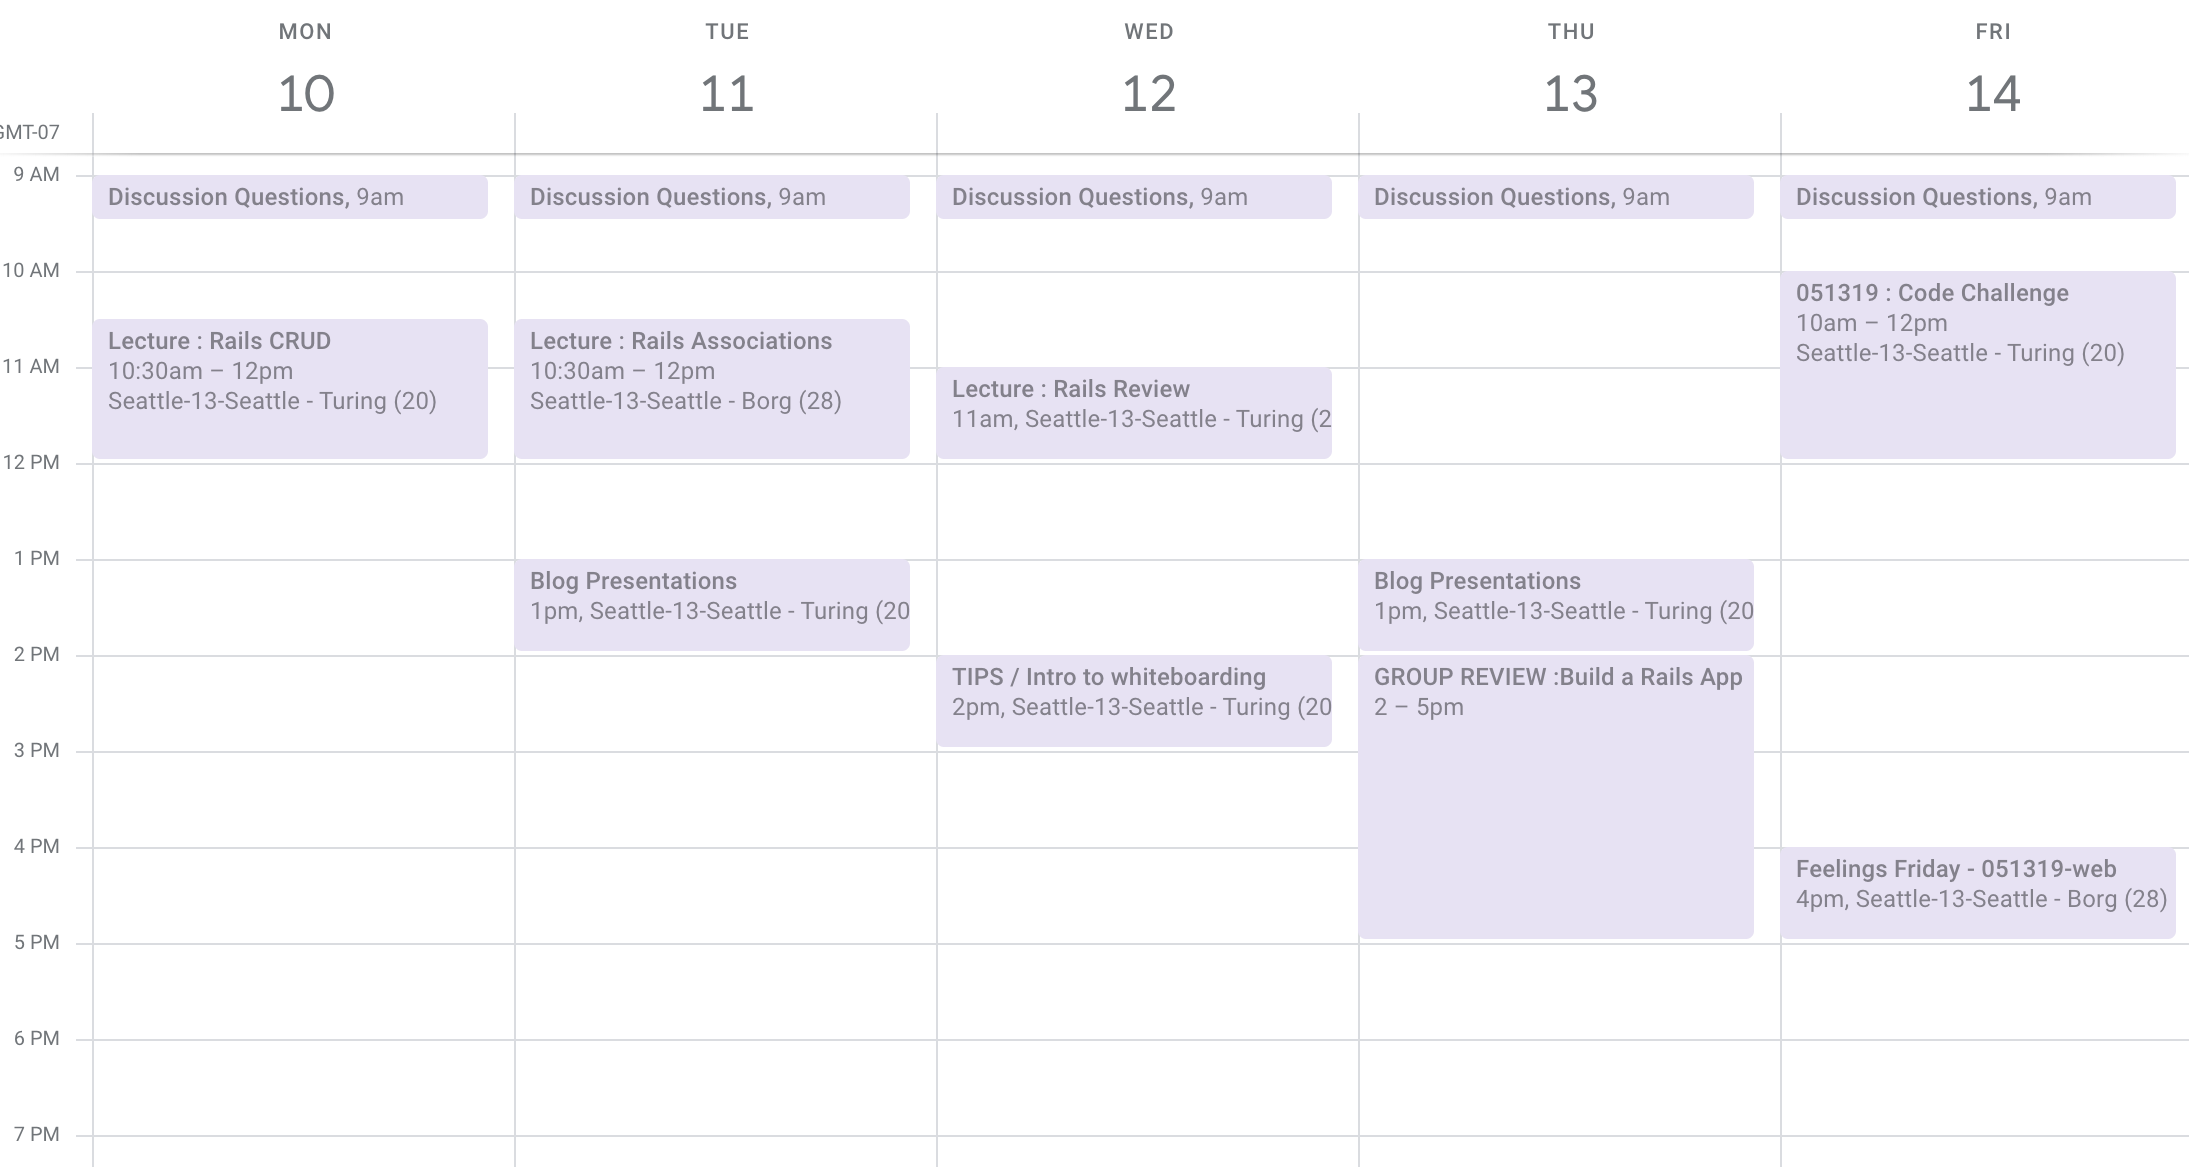 MON
10
TUE
11
WED
12
THU
13
FRI
14
GMT-07
9 AM
10 AM
11 AM
12 PM
1 PM
2 PM
3 PM
4 PM
5 PM
6 PM
7 PM
Discussion Questions, 9am
Lecture : Rails CRUD
10:30am – 12pm
Seattle-13-Seattle - Turing (20)
Discussion Questions, 9am
Lecture : Rails Associations
10:30am – 12pm
Seattle-13-Seattle - Borg (28)
Blog Presentations
1pm, Seattle-13-Seattle - Turing (20
Discussion Questions, 9am
Lecture : Rails Review
11am, Seattle-13-Seattle - Turing (2
TIPS / Intro to whiteboarding
2pm, Seattle-13-Seattle - Turing (20
Discussion Questions, 9am
Blog Presentations
1pm, Seattle-13-Seattle - Turing (20
GROUP REVIEW :Build a Rails App
2 – 5pm
Discussion Questions, 9am
051319 : Code Challenge
10am – 12pm
Seattle-13-Seattle - Turing (20)
Feelings Friday - 051319-web
4pm, Seattle-13-Seattle - Borg (28)